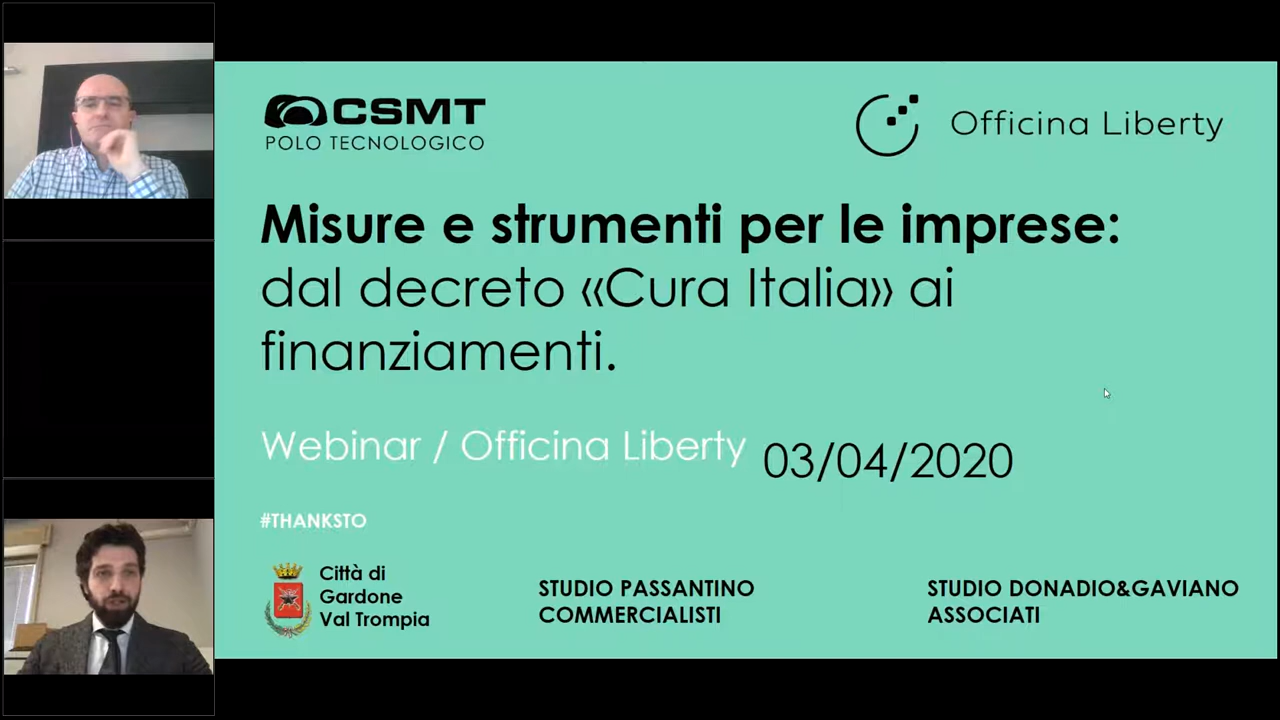 CSMT
POLO TECNOLOGICO
Officina Liberty
Misure e strumenti per le imprese:
dal decreto «Cura Italia» ai
finanziamenti.
Webinar / Officina Liberty
03/04/2020
#THANKSTO
Città di
Gardone
Val Trompia
STUDIO PASSANTINO
COMMERCIALISTI
STUDIO DONADIO&GAVIANO
ASSOCIATI